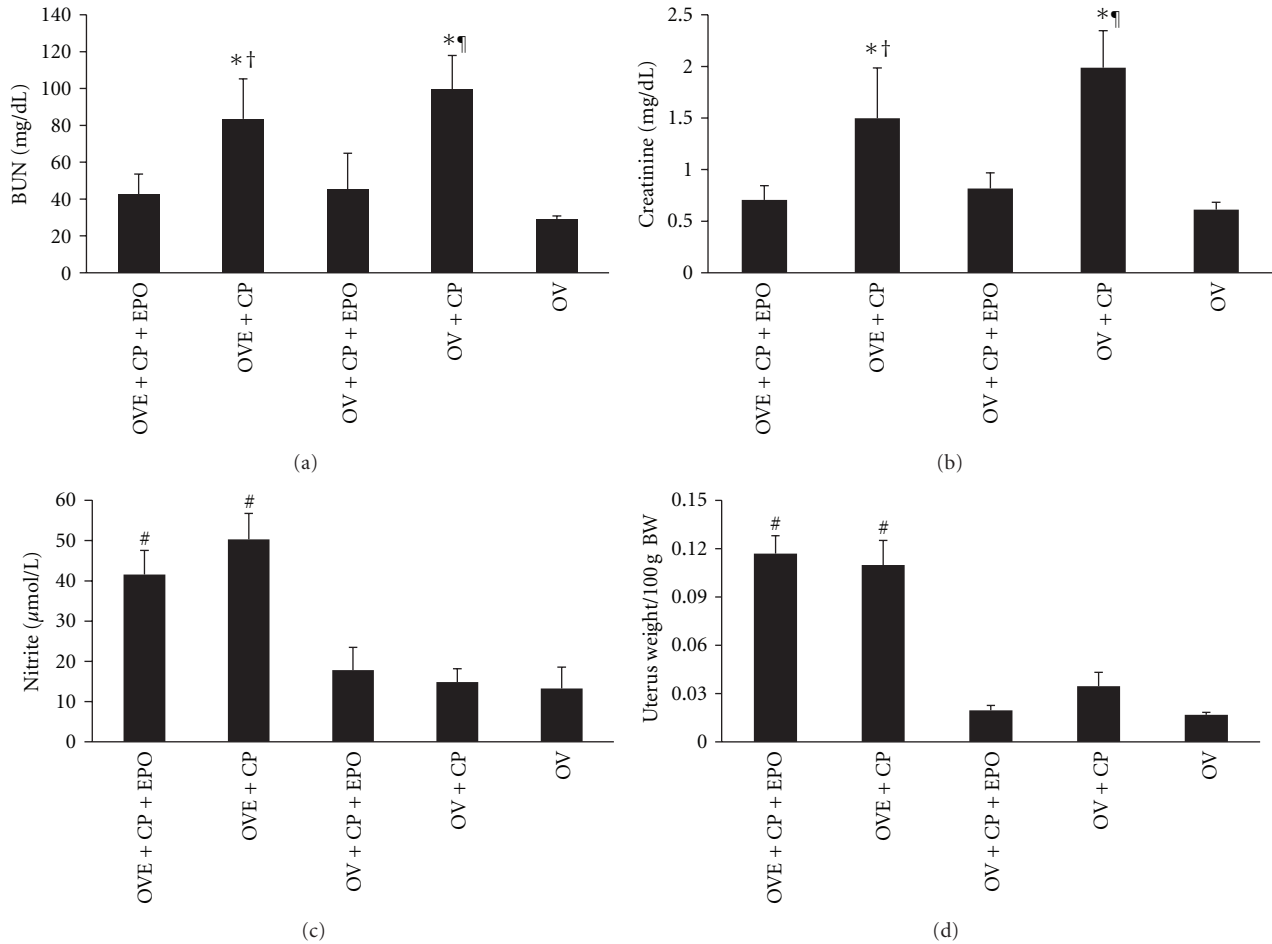 140
120
100
80
60
40
20
0
BUN (mg/dL)
*†
*¶
OVE + CP + EPO
OVE + CP
OV + CP + EPO
OV + CP
OV
(a)
2.5
2
1.5
1
0.5
0
Creatinine (mg/dL)
*†
*¶
OVE + CP + EPO
OVE + CP
OV + CP + EPO
OV + CP
OV
(b)
60
50
40
30
20
10
0
Nitrite (μmol/L)
#
#
OVE + CP + EPO
OVE + CP
OV + CP + EPO
OV + CP
OV
(c)
0.15
0.12
0.09
0.06
0.03
0
Uterus weight/100 g BW
#
#
OVE + CP + EPO
OVE + CP
OV + CP + EPO
OV + CP
OV
(d)